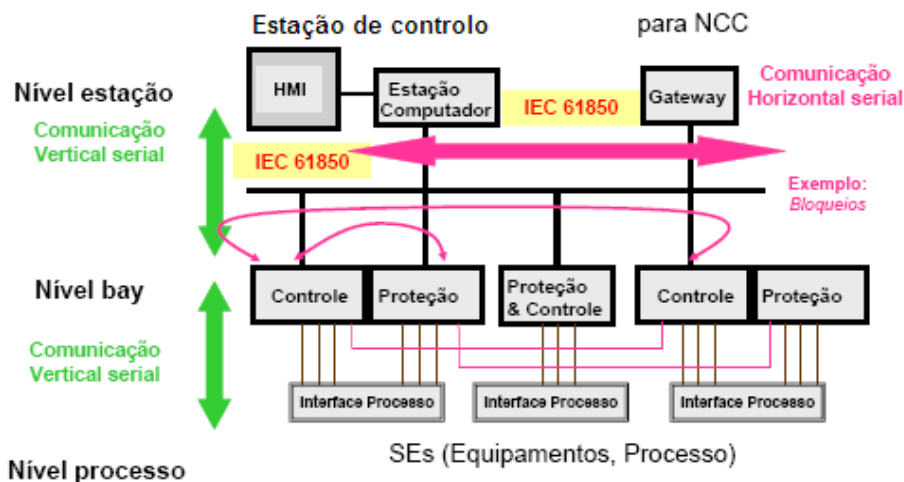 Estação de controlo
para NCC
HMI
Estação
Computador
IEC 61850
Gateway
Comunicação
Horizontal serial
Nível estação
Comunicação
Vertical serial
IEC 61850
Exemplo:
Bloqueios
Nível bay
Controle
Proteção
Proteção
& Controle
Controle
Proteção
Comunicação
Vertical serial
Interface Processo
Interface Processo
Interface Processo
SEs (Equipamentos, Processo)
Nível processo